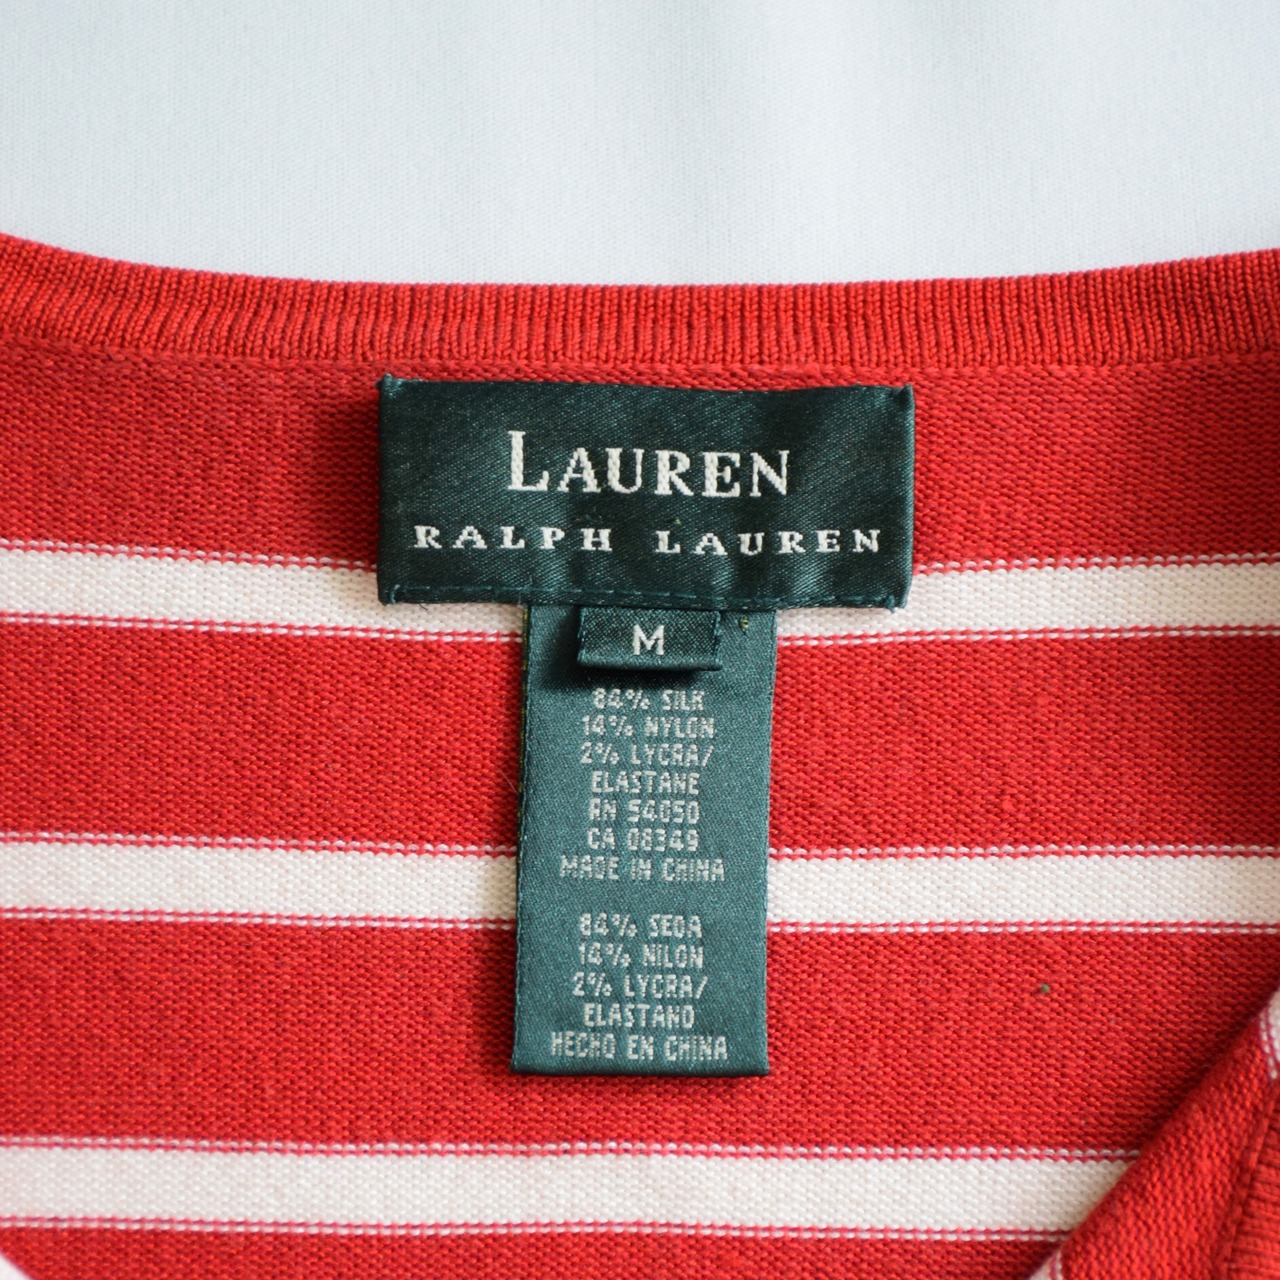 LAUREN
RALPH LAUREN
M
84% SILK
14% NYLON
2% LYCRA/
ELASTANE
RN 54050
CA 08349
MADE IN CHINA
84% SEDA
14% NILON
2% LYCRA/
ELASTANO
HECHO EN CHINA